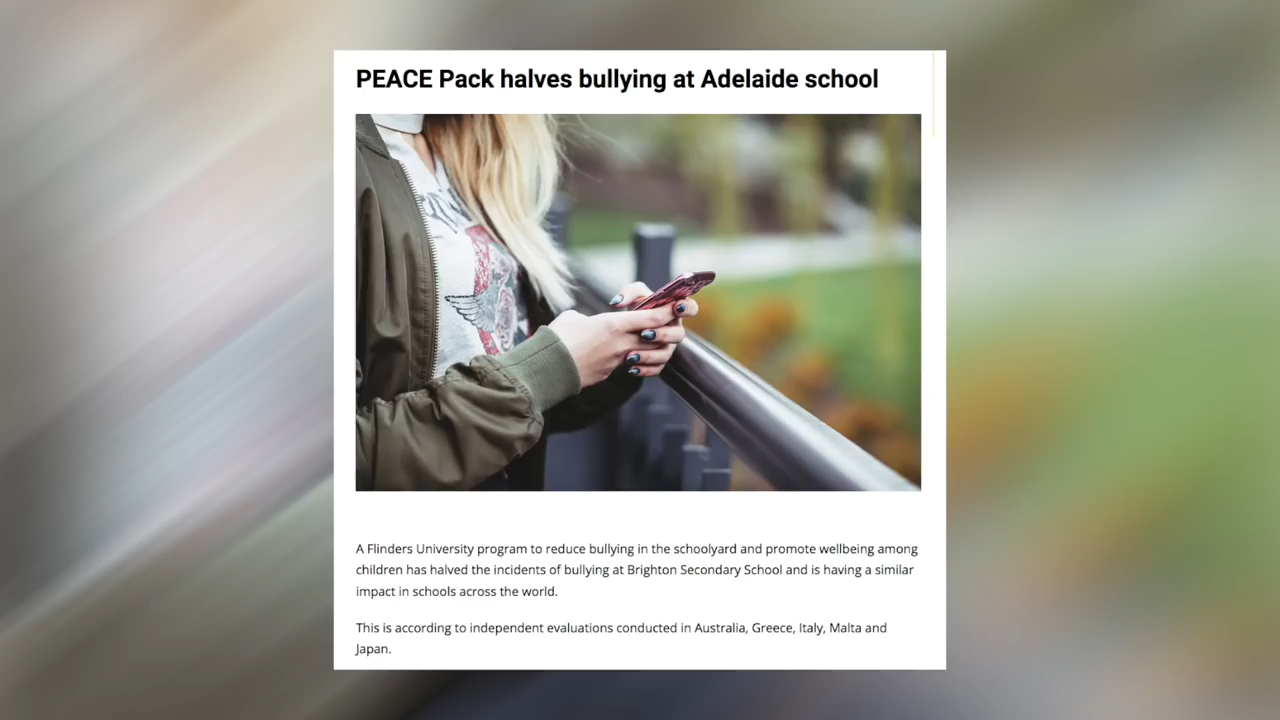 PEACE Pack halves bullying at Adelaide school
A Flinders University program to reduce bullying in the schoolyard and promote wellbeing among
children has halved the incidents of bullying at Brighton Secondary School and is having a similar
impact in schools across the world.
This is according to independent evaluations conducted in Australia, Greece, Italy, Malta and
Japan.